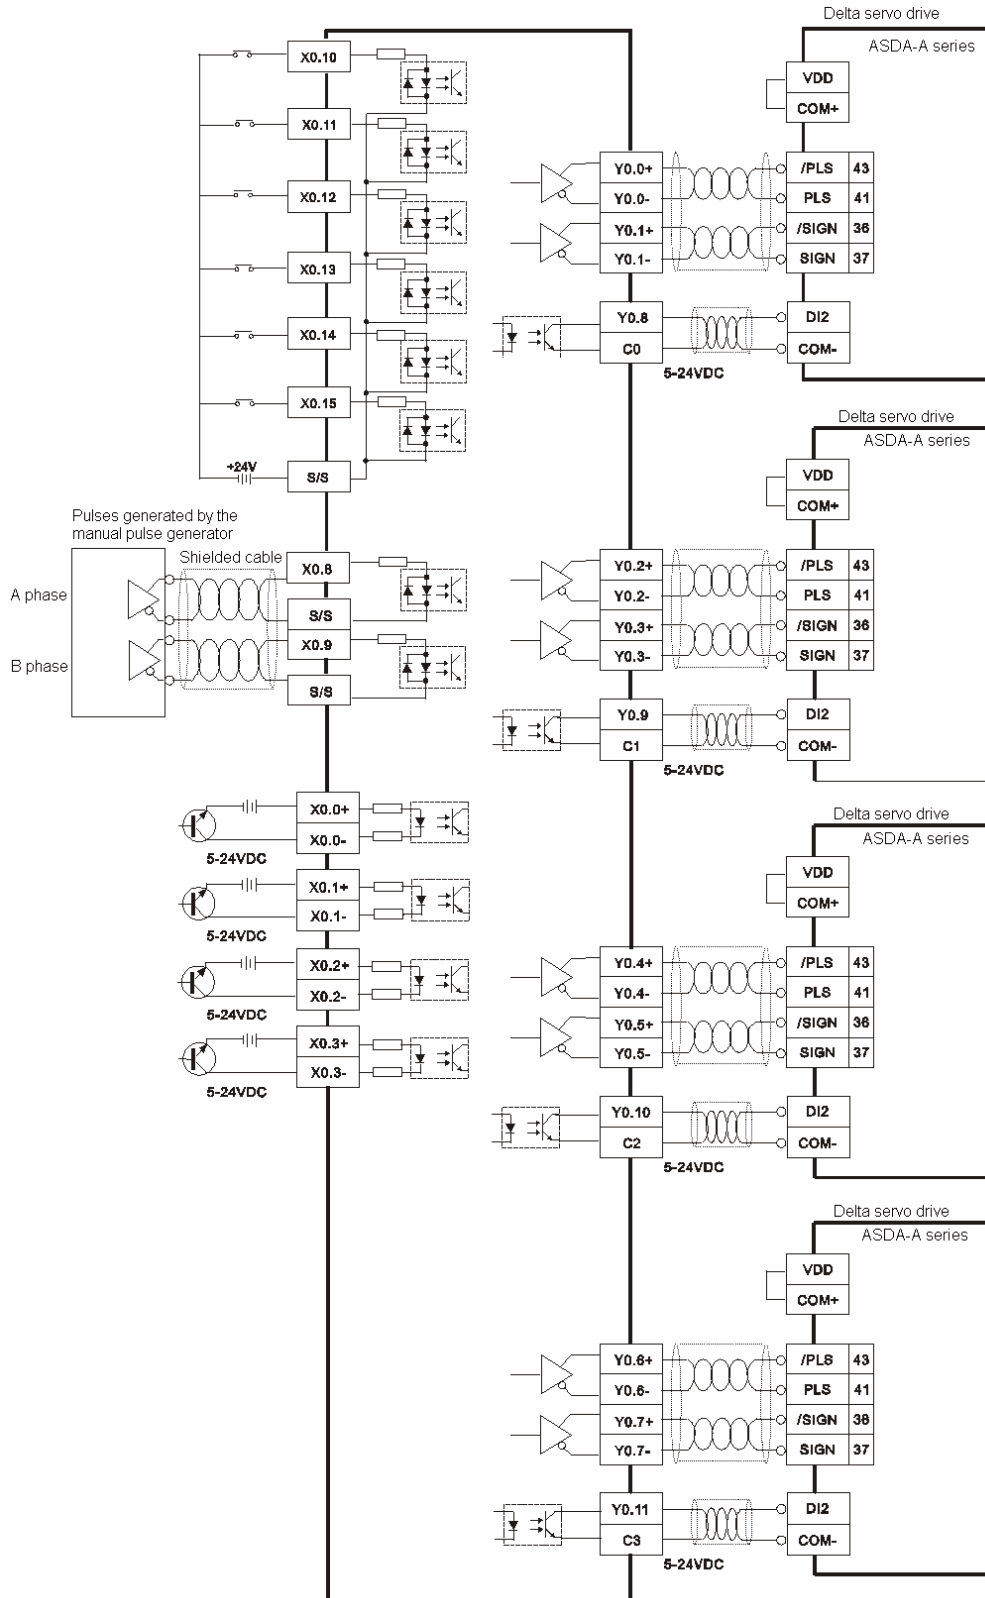 Delta servo drive
ASDA-A series
X0.10
X0.11
X0.12
X0.13
X0.14
X0.15
+24V
S/S
Pulses generated by the
manual pulse generator
Shielded cable
A phase
B phase
X0.8
S/S
X0.9
S/S
X0.0+
X0.0-
5-24VDC
X0.1+
X0.1-
5-24VDC
X0.2+
X0.2-
5-24VDC
X0.3+
X0.3-
5-24VDC
VDD
COM+
Y0.0+ /PLS 43
Y0.0- PLS 41
Y0.1+ /SIGN 36
Y0.1- SIGN 37
Y0.8 DI2
C0 COM-
5-24VDC
Delta servo drive
ASDA-A series
VDD
COM+
Y0.2+ /PLS 43
Y0.2- PLS 41
Y0.3+ /SIGN 36
Y0.3- SIGN 37
Y0.9 DI2
C1 COM-
5-24VDC
Delta servo drive
ASDA-A series
VDD
COM+
Y0.4+ /PLS 43
Y0.4- PLS 41
Y0.5+ /SIGN 36
Y0.5- SIGN 37
Y0.10 DI2
C2 COM-
5-24VDC
Delta servo drive
ASDA-A series
VDD
COM+
Y0.6+ /PLS 43
Y0.6- PLS 41
Y0.7+ /SIGN 36
Y0.7- SIGN 37
Y0.11 DI2
C3 COM-
5-24VDC